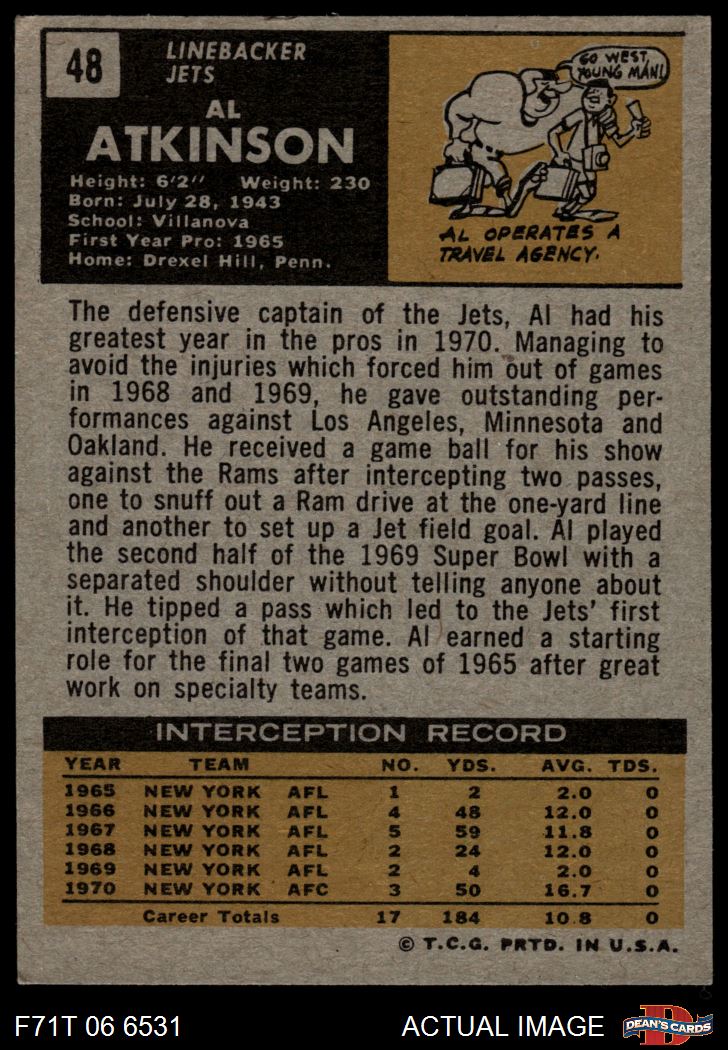 48
LINEBACKER
JETS
AL
ATKINSON
Height: 6'2" Weight: 230
Born: July 28, 1943
School: Villanova
First Year Pro: 1965
Home: Drexel Hill, Penn.
GO WEST,
YOUNG MAN!
AL OPERATES A
TRAVEL AGENCY.
The defensive captain of the Jets, Al had his
greatest year in the pros in 1970. Managing to
avoid the injuries which forced him out of games
in 1968 and 1969, he gave outstanding per-
formances against Los Angeles, Minnesota and
Oakland. He received a game ball for his show
against the Rams after intercepting two passes,
one to snuff out a Ram drive at the one-yard line
and another to set up a Jet field goal. Al played
the second half of the 1969 Super Bowl with a
separated shoulder without telling anyone about
it. He tipped a pass which led to the Jets' first
interception of that game. Al earned a starting
role for the final two games of 1965 after great
work on specialty teams.
INTERCEPTION RECORD
YEAR TEAM NO. YDS. AVG. TDS.
1965 NEW YORK AFL 1 2 2.0 0
1966 NEW YORK AFL 4 48 12.0 0
1967 NEW YORK AFL 5 59 11.8 0
1968 NEW YORK AFL 2 24 12.0 0
1969 NEW YORK AFL 2 4 2.0 0
1970 NEW YORK AFC 3 50 16.7 0
Career Totals 17 184 10.8 0
© T.C.G. PRTD. IN U.S.A.
F71T 06 6531 ACTUAL IMAGE
D
DEAN'S CARDS